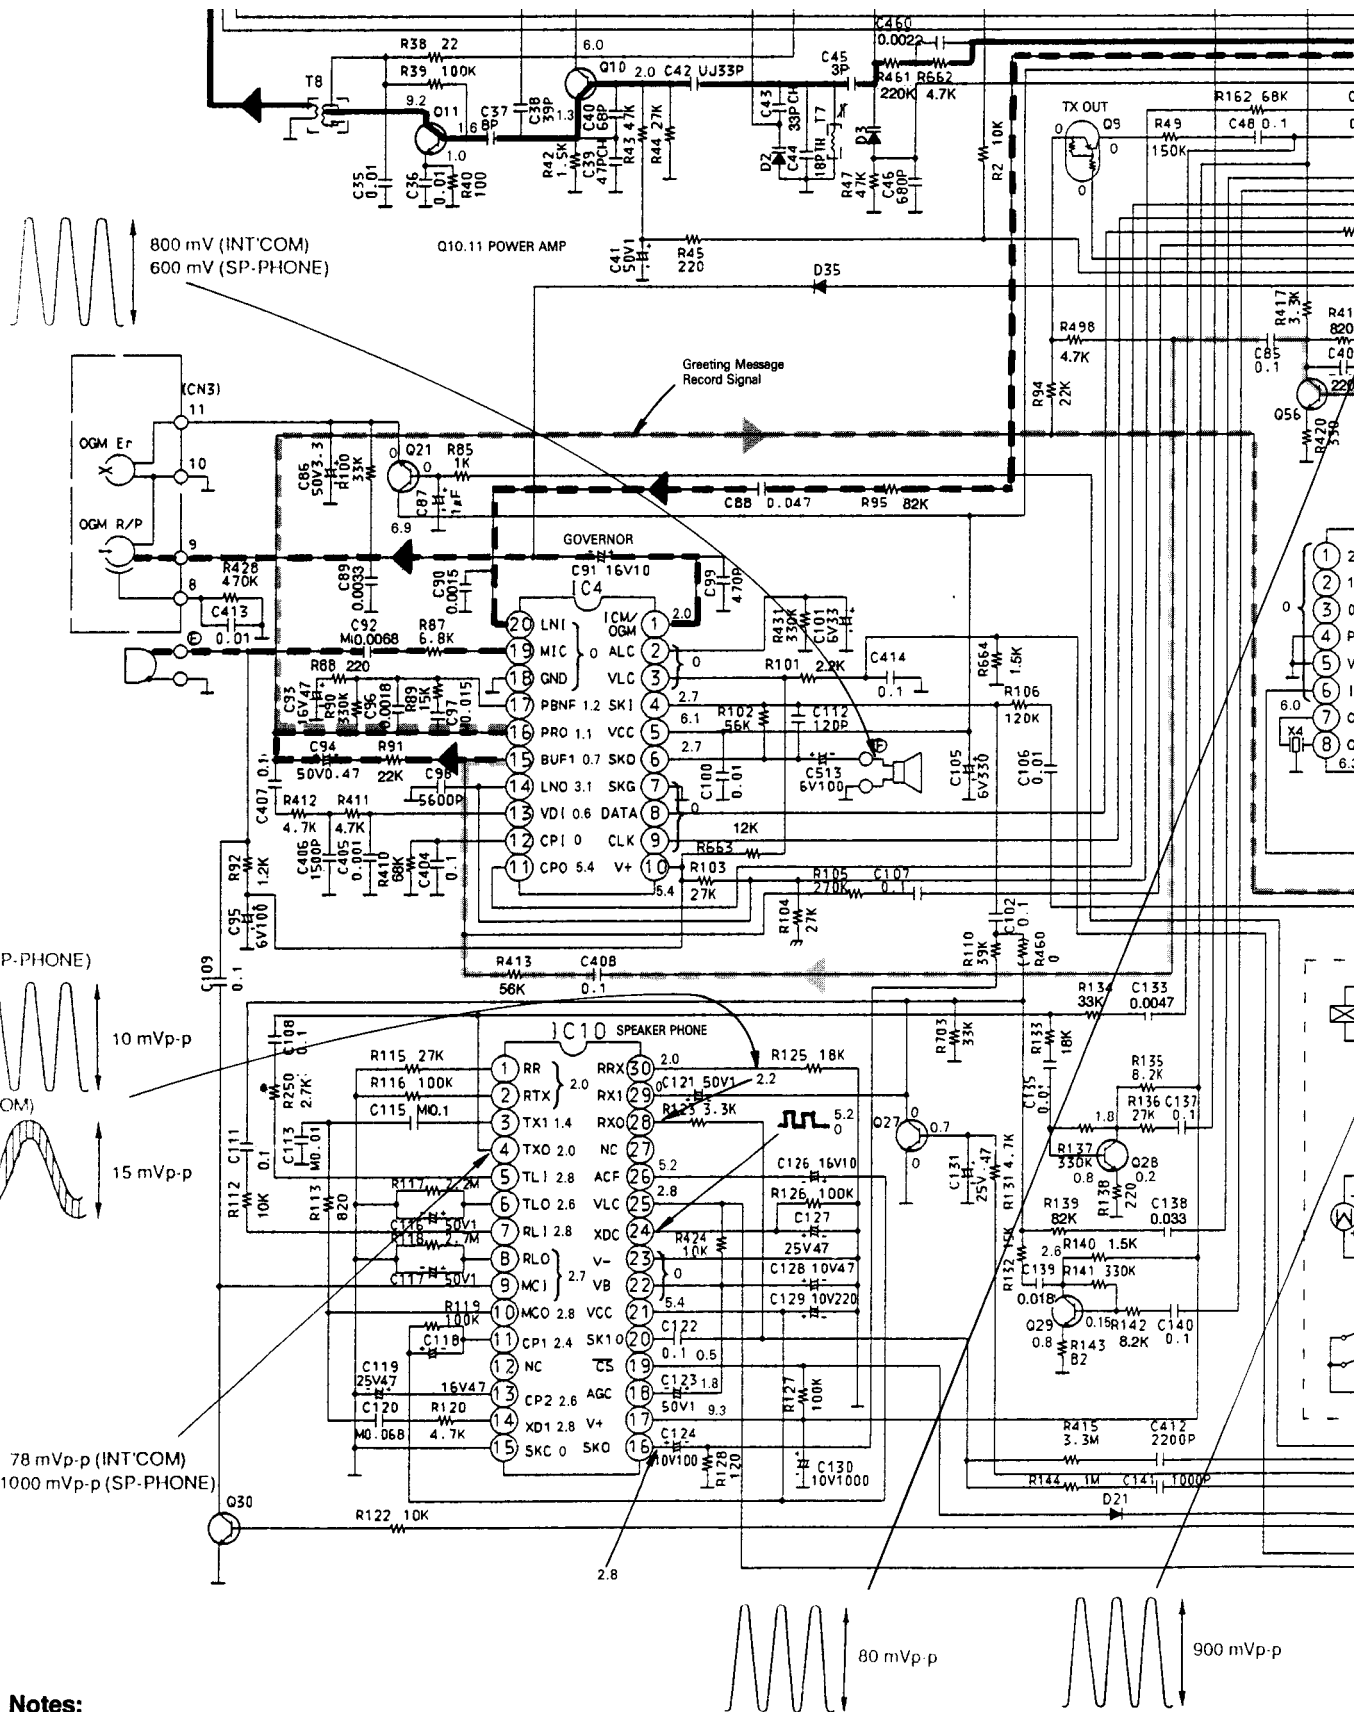 C460
0.0022
R38 22
6.0
Q10
2.0 C42 UJ33P
C45
3P
R39 100K
T8
R461 R662
220K 4.7K
9.2
Q11
C37
8P
C38
39P
1.3
C40
68P
R43 47K
R44 27K
C43
33PCH
T7
TX OUT
Q9
0
R162 68K
C48 0.1
R49
150K
1.6
1.0
D3
R2 10K
C35
0.01
C36
0.01
R40
100
R42
1.5K
C39
47PCH
D2
C44
18PTH
R47
47K
C46
680P
0
800 mV (INT'COM)
600 mV (SP-PHONE)
Q10.11 POWER AMP
C41
50V1
R45
220
D35
R417
3.3K
R498
4.7K
C85
0.1
Greeting Message
Record Signal
R94
22K
(CN3)
11
Q56
R420
330
OGM Er
10
C86
50V3.3
R100
33K
0
Q21
0
R85
1K
C87
1µF
C88 0.047
R95 82K
OGM R/P
6.9
9
GOVERNOR
C91 16V10
R428
470K
8
C89
0.0033
C90
0.0015
IC4
C99
470P
C413
0.01
C92
M0.0068
R87
6.8K
20 LNI
ICM/
OGM
1 2.0
R431
330K
C101
6V33
19 MIC
0
ALC 2
0
R88 220
18 GND
VLC 3
R101 2.2K
C414
0.1
R664
1.5K
C93
16V47
R90
330K
C96
0.0018
R89
15K
C97
0.015
17 PBNF 1.2 SKI 4
2.7
R106
120K
16 PRO 1.1 VCC 5
6.1
R102
56K
C112
120P
15 BUF1 0.7 SKO 6
2.7
C94
50V0.47
R91
22K
C98
5600P
C100
0.01
C513
6V100
C105
6V330
C106
0.01
14 LNO 3.1 SKG 7
C407 0.1
R412
4.7K
R411
4.7K
13 VDI 0.6 DATA 8
0
12K
R663
12 CPI 0 CLK 9
11 CPO 5.4 V+ 10
5.4
R103
27K
R92
1.2K
C406
1500P
C405
0.001
R410
68K
C404
0.1
R105
270K
C107
0.1
C95
6V100
R104
27K
C102
0.1
1
2
3
4
5
6
7
8
0
6.0
X4
P-PHONE)
C109
0.1
R413
56K
C408
0.1
R110
39K
R460
0
R134
33K
C133
0.0047
10 mVp-p
C108
0.1
IC10 SPEAKER PHONE
R703
33K
R133
18K
R115 27K
1 RR
2.0
RRX 30
2.0
R125 18K
R135
8.2K
OM)
R250
2.7K
R116 100K
2 RTX
RX1 29
0
C121 50V1
2.2
C135
0.01
R136
27K
C137
0.1
C115 M0.1
3 TX1 1.4 RXO 28
R123 3.3K
5.2
0
0
Q27
0.7
0
1.8
15 mVp-p
C111
0.1
C113
M0.01
4 TXO 2.0 NC 27
R137
330K
0.8
Q28
0.2
5 TLI 2.8 ACF 26
5.2
C126 16V10
C131
25V.47
R131 4.7K
R138
220
R112
10K
R113
820
R117 2.2M
6 TLO 2.6 VLC 25
2.8
R126 100K
R139
82K
C138
0.033
C116 50V1
7 RLI 2.8 XDC 24
C127
25V47
R118 2.7M
8 RLO
2.7
V- 23
0
R424
10K
R132 15K
2.6
R140 1.5K
C117 50V1
9 MCI
VB 22
C128 10V47
C139
0.018
R141 330K
R119
100K
10 MCO 2.8 VCC 21
5.4
C129 10V220
Q29
0.8
0.15
R142
8.2K
C140
0.1
C118
11 CP1 2.4 SK10 20
C122
0.1
0.5
R143
82
12 NC CS 19
C119
25V47
16V47
13 CP2 2.6 AGC 18
C123
50V1
1.8
9.3
R127
100K
C120
M0.068
R120
4.7K
14 XD1 2.8 V+ 17
R415
3.3M
C412
2200P
15 SKC 0 SKO 16
C124
10V100
R128
120
C130
10V1000
78 mVp-p (INT'COM)
1000 mVp-p (SP-PHONE)
R144 1M
C141 1000P
Q30
D21
R122 10K
2.8
80 mVp-p
900 mVp-p
Notes: